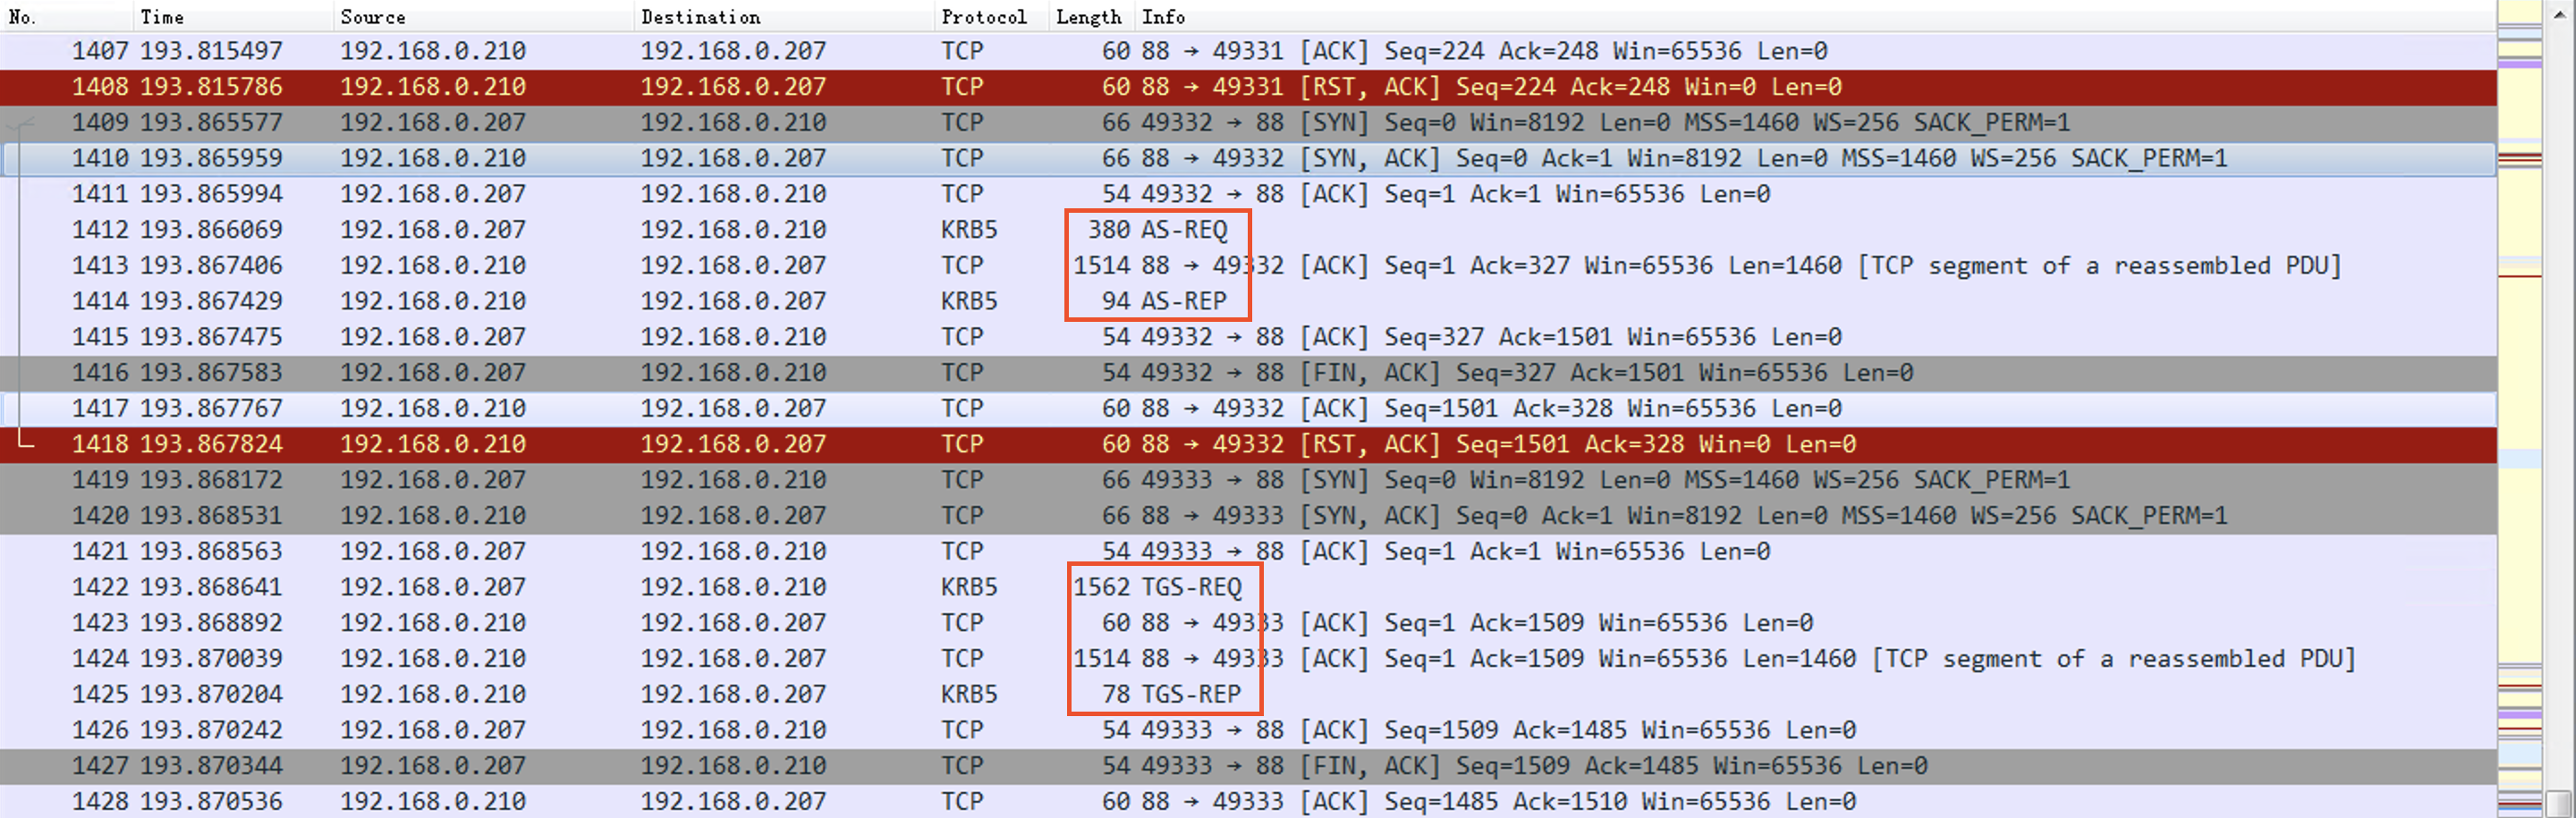 No. Time Source Destination Protocol Length Info
1407 193.815497 192.168.0.210 192.168.0.207 TCP 60 88 → 49331 [ACK] Seq=224 Ack=248 Win=65536 Len=0
1408 193.815786 192.168.0.210 192.168.0.207 TCP 60 88 → 49331 [RST, ACK] Seq=224 Ack=248 Win=0 Len=0
1409 193.865577 192.168.0.207 192.168.0.210 TCP 66 49332 → 88 [SYN] Seq=0 Win=8192 Len=0 MSS=1460 WS=256 SACK_PERM=1
1410 193.865959 192.168.0.210 192.168.0.207 TCP 66 88 → 49332 [SYN, ACK] Seq=0 Ack=1 Win=8192 Len=0 MSS=1460 WS=256 SACK_PERM=1
1411 193.865994 192.168.0.207 192.168.0.210 TCP 54 49332 → 88 [ACK] Seq=1 Ack=1 Win=65536 Len=0
1412 193.866069 192.168.0.207 192.168.0.210 KRB5 380 AS-REQ
1413 193.867406 192.168.0.210 192.168.0.207 TCP 1514 88 → 49332 [ACK] Seq=1 Ack=327 Win=65536 Len=1460 [TCP segment of a reassembled PDU]
1414 193.867429 192.168.0.210 192.168.0.207 KRB5 94 AS-REP
1415 193.867475 192.168.0.207 192.168.0.210 TCP 54 49332 → 88 [ACK] Seq=327 Ack=1501 Win=65536 Len=0
1416 193.867583 192.168.0.207 192.168.0.210 TCP 54 49332 → 88 [FIN, ACK] Seq=327 Ack=1501 Win=65536 Len=0
1417 193.867767 192.168.0.210 192.168.0.207 TCP 60 88 → 49332 [ACK] Seq=1501 Ack=328 Win=65536 Len=0
1418 193.867824 192.168.0.210 192.168.0.207 TCP 60 88 → 49332 [RST, ACK] Seq=1501 Ack=328 Win=0 Len=0
1419 193.868172 192.168.0.207 192.168.0.210 TCP 66 49333 → 88 [SYN] Seq=0 Win=8192 Len=0 MSS=1460 WS=256 SACK_PERM=1
1420 193.868531 192.168.0.210 192.168.0.207 TCP 66 88 → 49333 [SYN, ACK] Seq=0 Ack=1 Win=8192 Len=0 MSS=1460 WS=256 SACK_PERM=1
1421 193.868563 192.168.0.207 192.168.0.210 TCP 54 49333 → 88 [ACK] Seq=1 Ack=1 Win=65536 Len=0
1422 193.868641 192.168.0.207 192.168.0.210 KRB5 1562 TGS-REQ
1423 193.868892 192.168.0.210 192.168.0.207 TCP 60 88 → 49333 [ACK] Seq=1 Ack=1509 Win=65536 Len=0
1424 193.870039 192.168.0.210 192.168.0.207 TCP 1514 88 → 49333 [ACK] Seq=1 Ack=1509 Win=65536 Len=1460 [TCP segment of a reassembled PDU]
1425 193.870204 192.168.0.210 192.168.0.207 KRB5 78 TGS-REP
1426 193.870242 192.168.0.207 192.168.0.210 TCP 54 49333 → 88 [ACK] Seq=1509 Ack=1485 Win=65536 Len=0
1427 193.870344 192.168.0.207 192.168.0.210 TCP 54 49333 → 88 [FIN, ACK] Seq=1509 Ack=1485 Win=65536 Len=0
1428 193.870536 192.168.0.210 192.168.0.207 TCP 60 88 → 49333 [ACK] Seq=1485 Ack=1510 Win=65536 Len=0